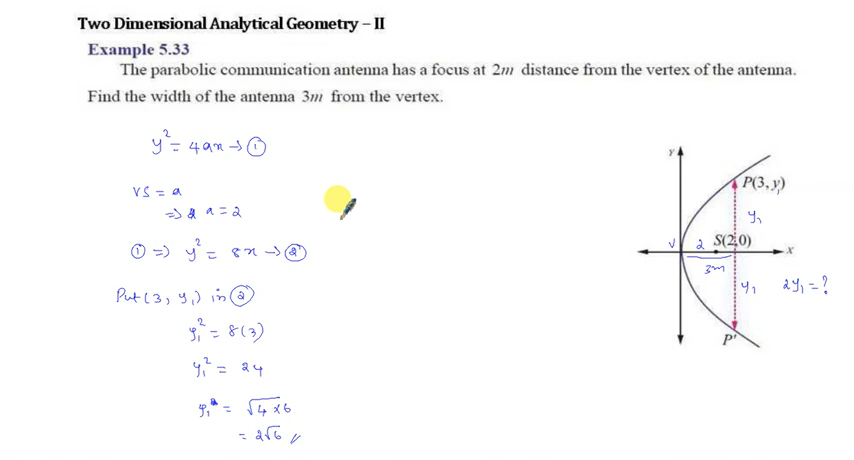 Two Dimensional Analytical Geometry – II
Example 5.33
The parabolic communication antenna has a focus at 2m distance from the vertex of the antenna.
Find the width of the antenna 3m from the vertex.
y² = 4ax → ①
VS = a
⇒ a = 2
① ⇒ y² = 8x → ②
Put (3, y₁) in ②
y₁² = 8(3)
y₁² = 24
y₁ = √4×6
= 2√6 //
Y
P(3, y₁)
y₁
V 2 S(2,0)
X
3m
y₁ 2y₁ = ?
P'